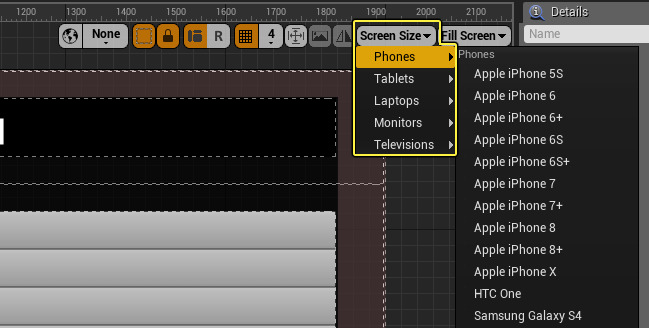 1200 1300 1400 1500 1600 1700 1800 1900 2000 2100
Details
None R 4 Screen Size Fill Screen
Name
Phones
Tablets
Laptops
Monitors
Televisions
Phones
Apple iPhone 5S
Apple iPhone 6
Apple iPhone 6+
Apple iPhone 6S
Apple iPhone 6S+
Apple iPhone 7
Apple iPhone 7+
Apple iPhone 8
Apple iPhone 8+
Apple iPhone X
HTC One
Samsung Galaxy S4